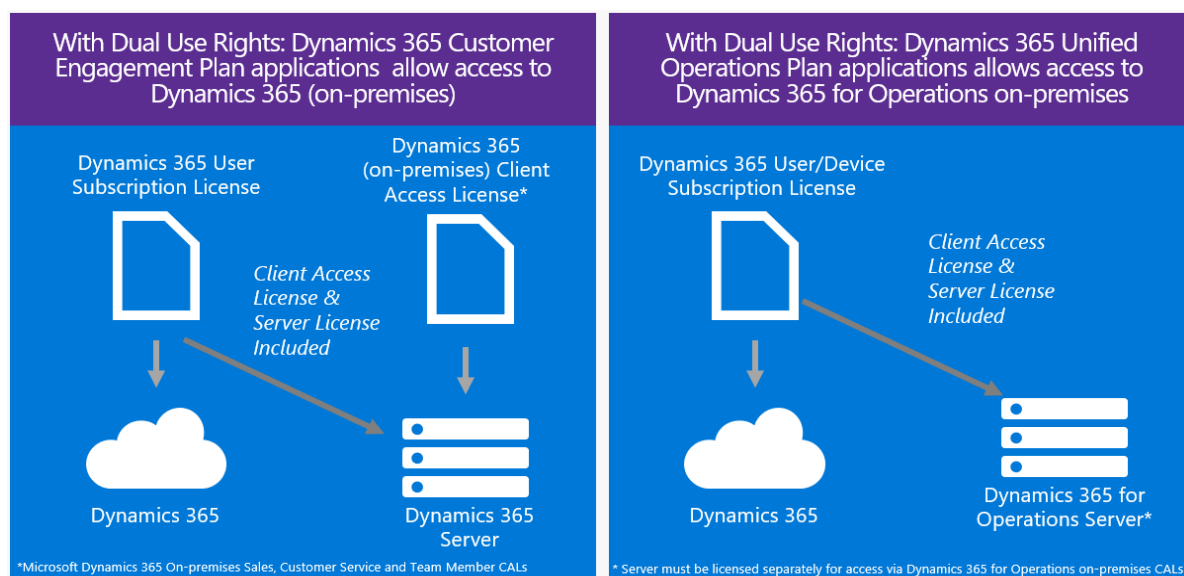 With Dual Use Rights: Dynamics 365 Customer
Engagement Plan applications allow access to
Dynamics 365 (on-premises)
Dynamics 365 User
Subscription License
Dynamics 365
(on-premises) Client
Access License*
Client Access
License &
Server License
Included
Dynamics 365
Dynamics 365
Server
*Microsoft Dynamics 365 On-premises Sales, Customer Service and Team Member CALs
With Dual Use Rights: Dynamics 365 Unified
Operations Plan applications allows access to
Dynamics 365 for Operations on-premises
Dynamics 365 User/Device
Subscription License
Client Access
License &
Server License
Included
Dynamics 365
Dynamics 365 for
Operations Server*
* Server must be licensed separately for access via Dynamics 365 for Operations on-premises CALs